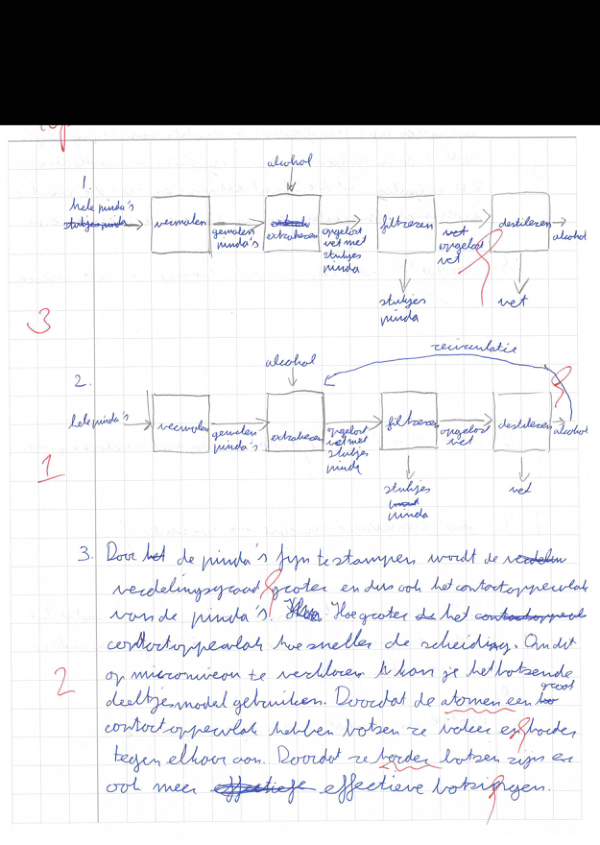 top
1.
alcohol
hele pinda's
stukjes pinda
vermalen
gemalen pinda's
extraheren
opgelost vet met stukjes pinda
filtreren
vet
opgelost vet
destileren
alcohol
stukjes pinda
vet
3
recirculatie
2.
alcohol
hele pinda's
vermalen
gemalen pinda's
extraheren
opgelost vet met stukjes pinda
filtreren
opgelost vet
destileren
alcohol
stukjes
pinda
vet
1
3. Door het de pinda's fijn te stampen wordt de verdelin
verdelingsgraad groter en dus ook het contactoppervlak
van de pinda's. Hoe groter de het contactoppervl
contactoppervlak hoe sneller de scheiding. Om dit
op microniveau te verklaren kan je het botsende
2
deeltjesmodel gebruiken. Doordat de atomen een groot
contactoppervlak hebben botsen ze vaker en harder
tegen elkaar aan. Doordat ze harder botsen zijn er
ook meer effectiefe effectieve botsingen.